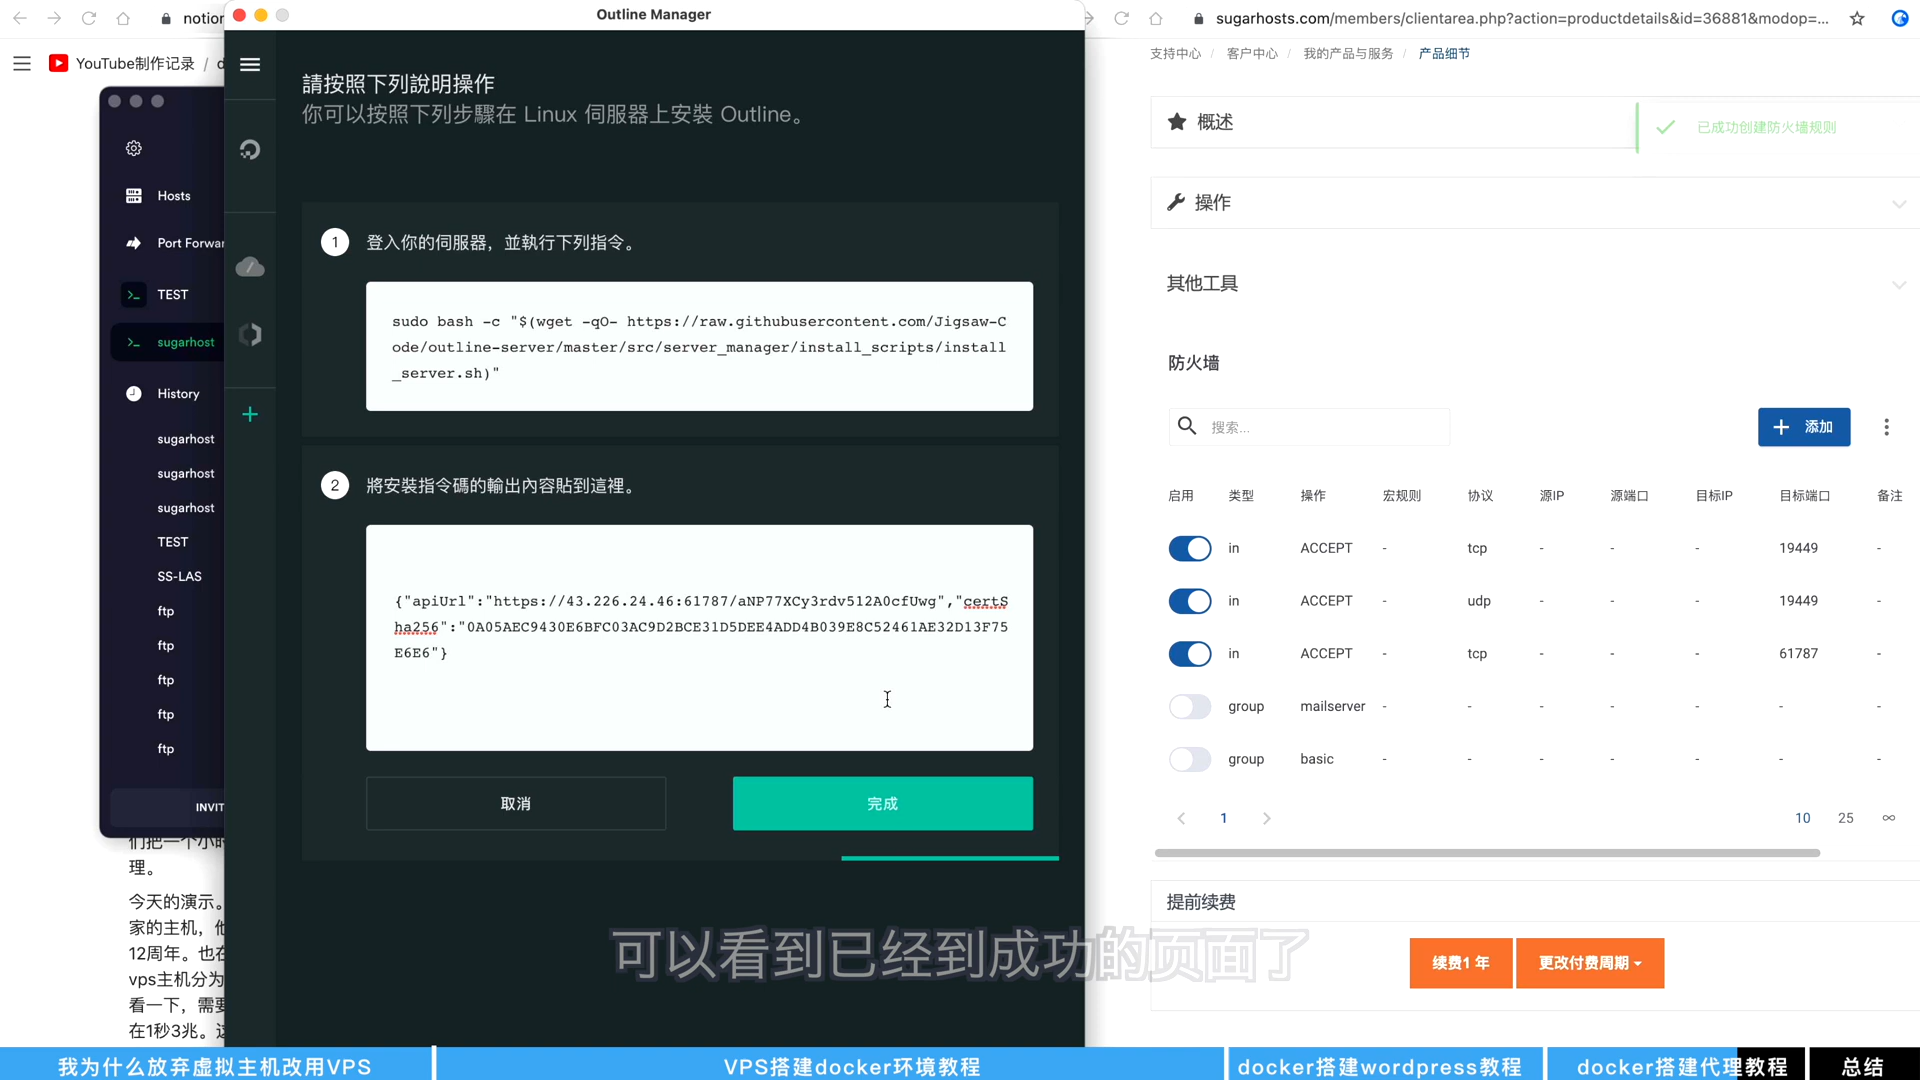 notion
Outline Manager
sugarhosts.com/members/clientarea.php?action=productdetails&id=36881&modop=...
YouTube制作记录 / d
支持中心 / 客户中心 / 我的产品与服务 / 产品细节
Hosts
Port Forwar
TEST
sugarhost
History
sugarhost
sugarhost
sugarhost
TEST
SS-LAS
ftp
ftp
ftp
ftp
ftp
INVIT
们把一个小时
理。
今天的演示。
家的主机，他
12周年。也在
vps主机分为
看一下，需要
在1秒3兆。这
請按照下列說明操作
你可以按照下列步驟在 Linux 伺服器上安裝 Outline。
1 登入你的伺服器，並執行下列指令。
sudo bash -c "$(wget -qO- https://raw.githubusercontent.com/Jigsaw-C
ode/outline-server/master/src/server_manager/install_scripts/install
_server.sh)"
2 將安裝指令碼的輸出內容貼到這裡。
{"apiUrl":"https://43.226.24.46:61787/aNP77XCy3rdv512A0cfUwg","certS
ha256":"0A05AEC9430E6BFC03AC9D2BCE31D5DEE4ADD4B039E8C52461AE32D13F75
E6E6"}
取消 完成
概述
已成功创建防火墙规则
操作
其他工具
防火墙
搜索...
添加
启用 类型 操作 宏规则 协议 源IP 源端口 目标IP 目标端口 备注
in ACCEPT - tcp - - - 19449 -
in ACCEPT - udp - - - 19449 -
in ACCEPT - tcp - - - 61787 -
group mailserver - - - - - - -
group basic - - - - - - -
1
10 25 ∞
提前续费
续费1 年 更改付费周期
可以看到已经到成功的页面了
我为什么放弃虚拟主机改用VPS VPS搭建docker环境教程 docker搭建wordpress教程 docker搭建代理教程 总结